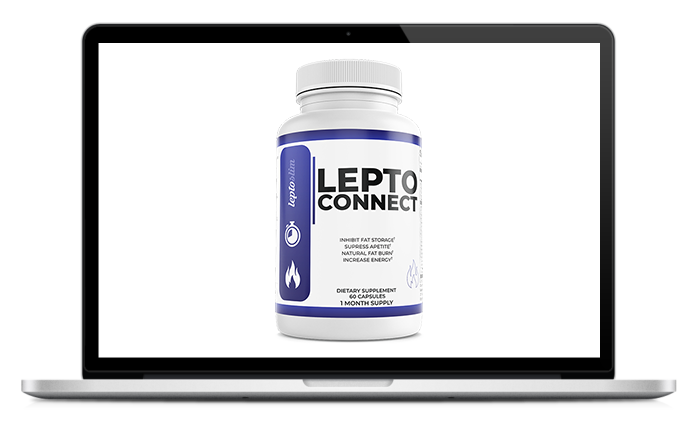 leptoslim
LEPTO
CONNECT
INHIBIT FAT STORAGE†
SUPRESS APETITE†
NATURAL FAT BURN†
INCREASE ENERGY†
DIETARY SUPPLEMENT
60 CAPSULES
1 MONTH SUPPLY